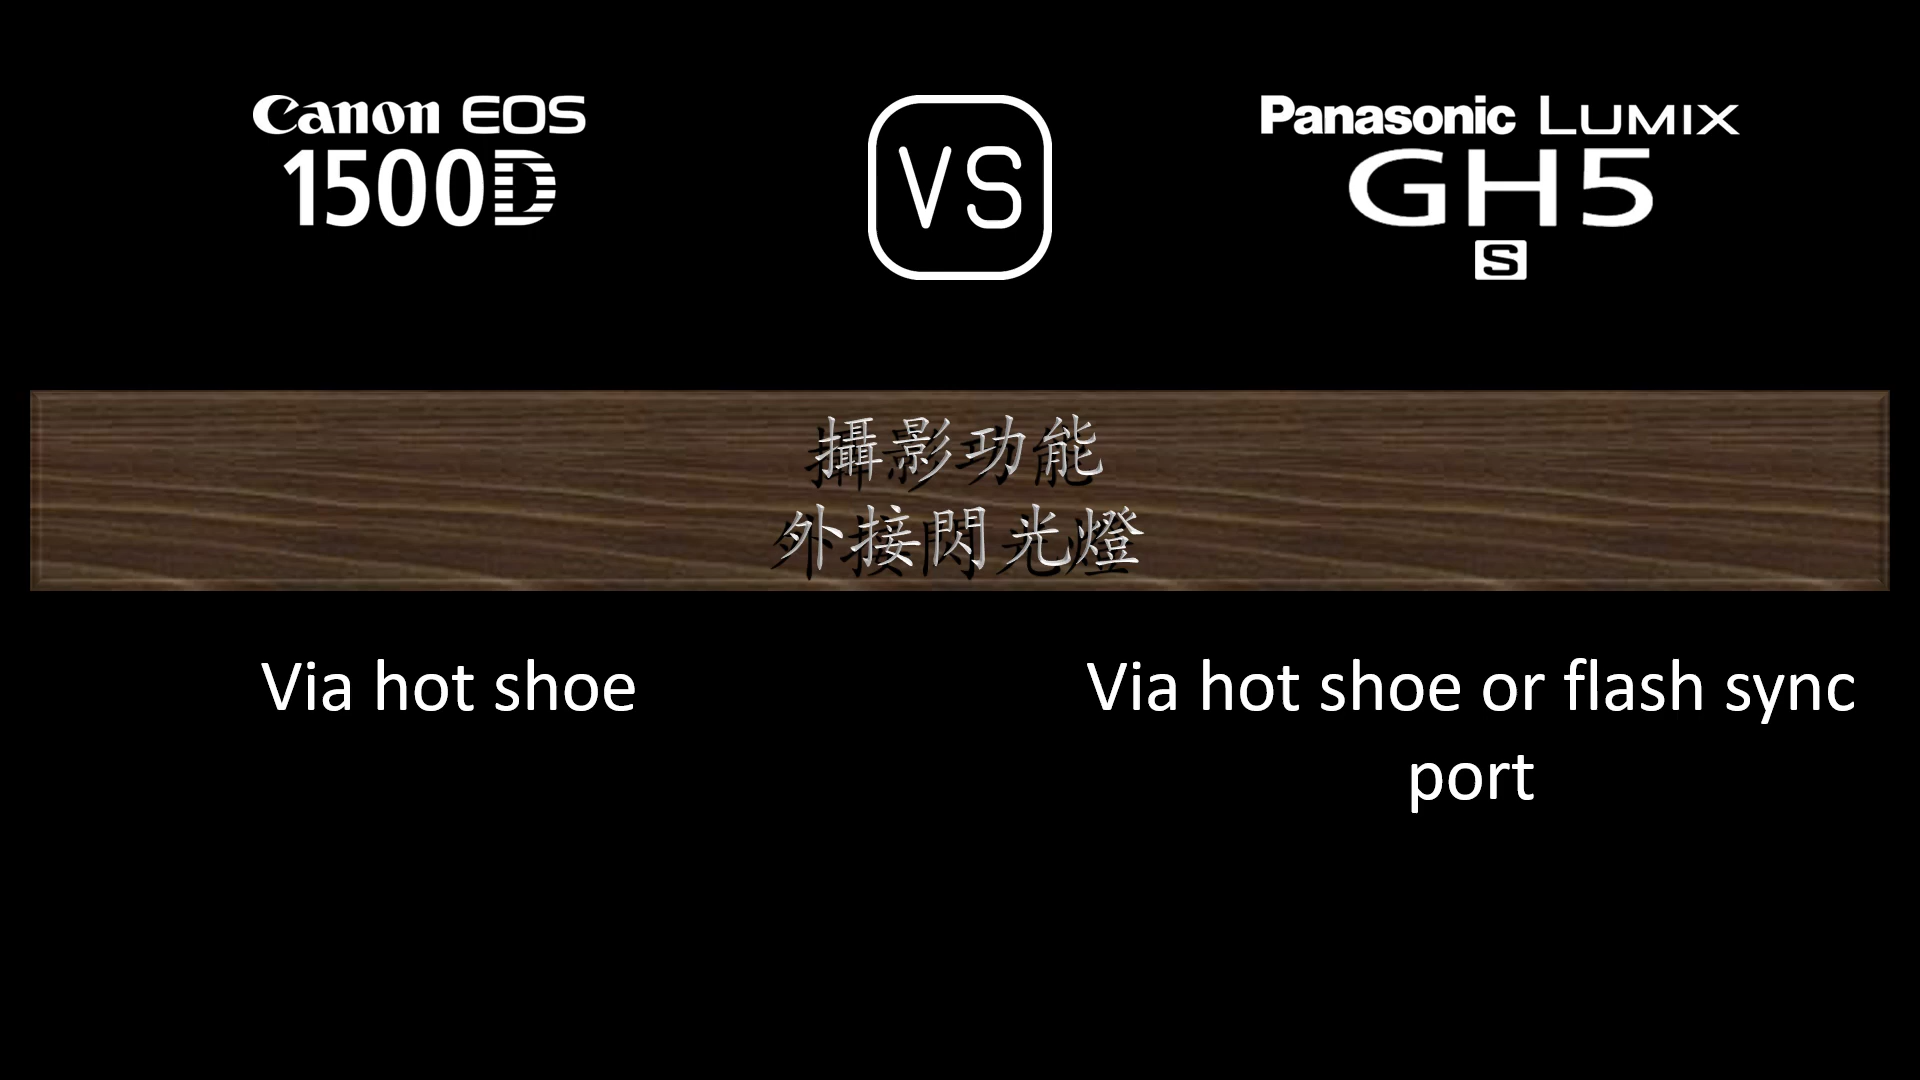 Canon EOS
1500D
VS
Panasonic LUMIX
GH5
S
攝影功能
外接閃光燈
Via hot shoe
Via hot shoe or flash sync
port